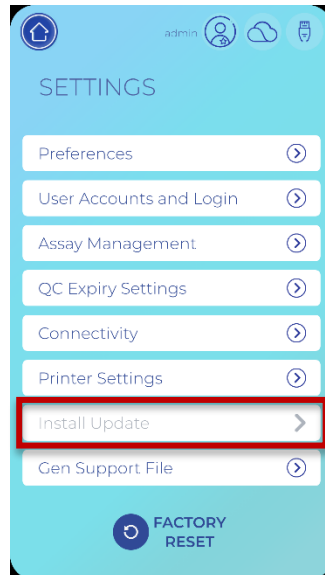 admin
SETTINGS
Preferences
User Accounts and Login
Assay Management
QC Expiry Settings
Connectivity
Printer Settings
Install Update
Gen Support File
FACTORY
RESET